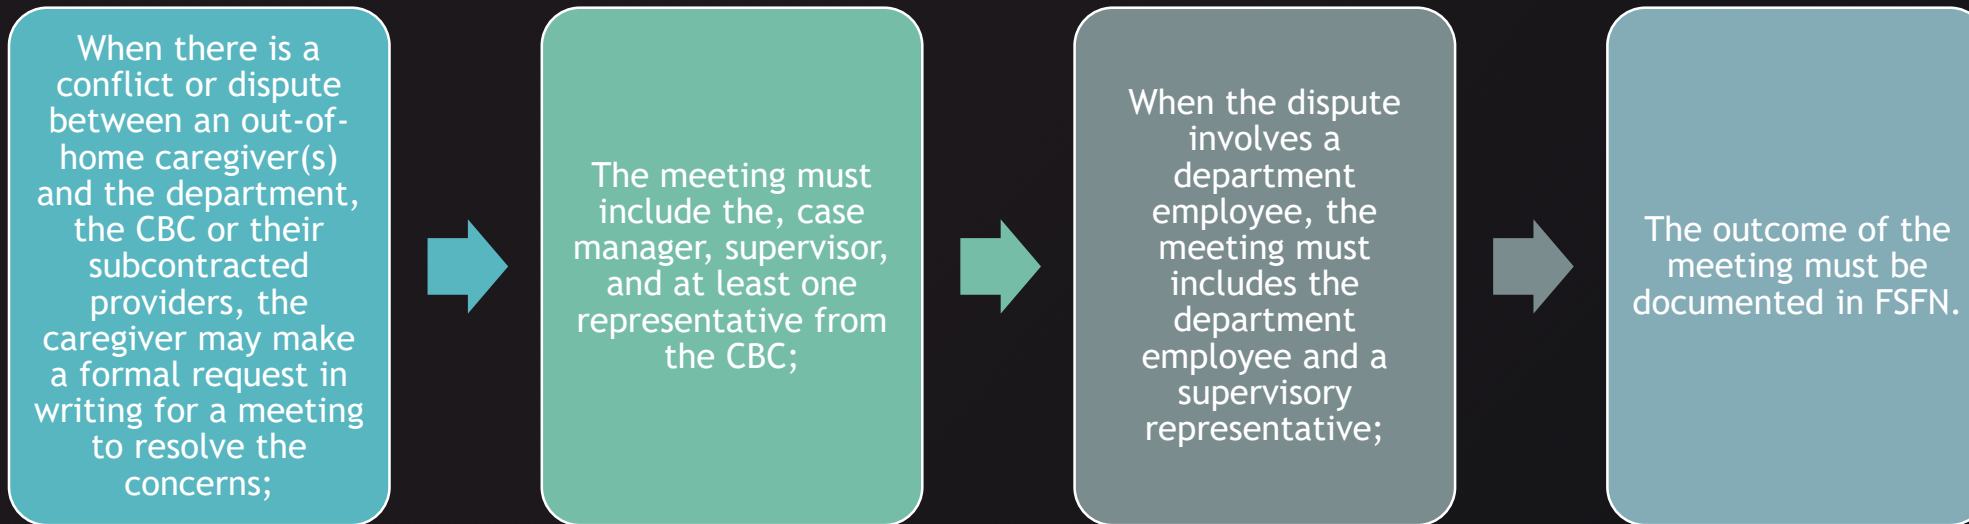 When there is a
conflict or dispute
between an out-of-
home caregiver(s)
and the department,
the CBC or their
subcontracted
providers, the
caregiver may make
a formal request in
writing for a meeting
to resolve the
concerns;
The meeting must
include the, case
manager, supervisor,
and at least one
representative from
the CBC;
When the dispute
involves a
department
employee, the
meeting must
includes the
department
employee and a
supervisory
representative;
The outcome of the
meeting must be
documented in FSFN.